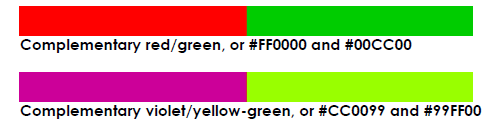 Complementary red/green, or #FF0000 and #00CC00
Complementary violet/yellow-green, or #CC0099 and #99FF00